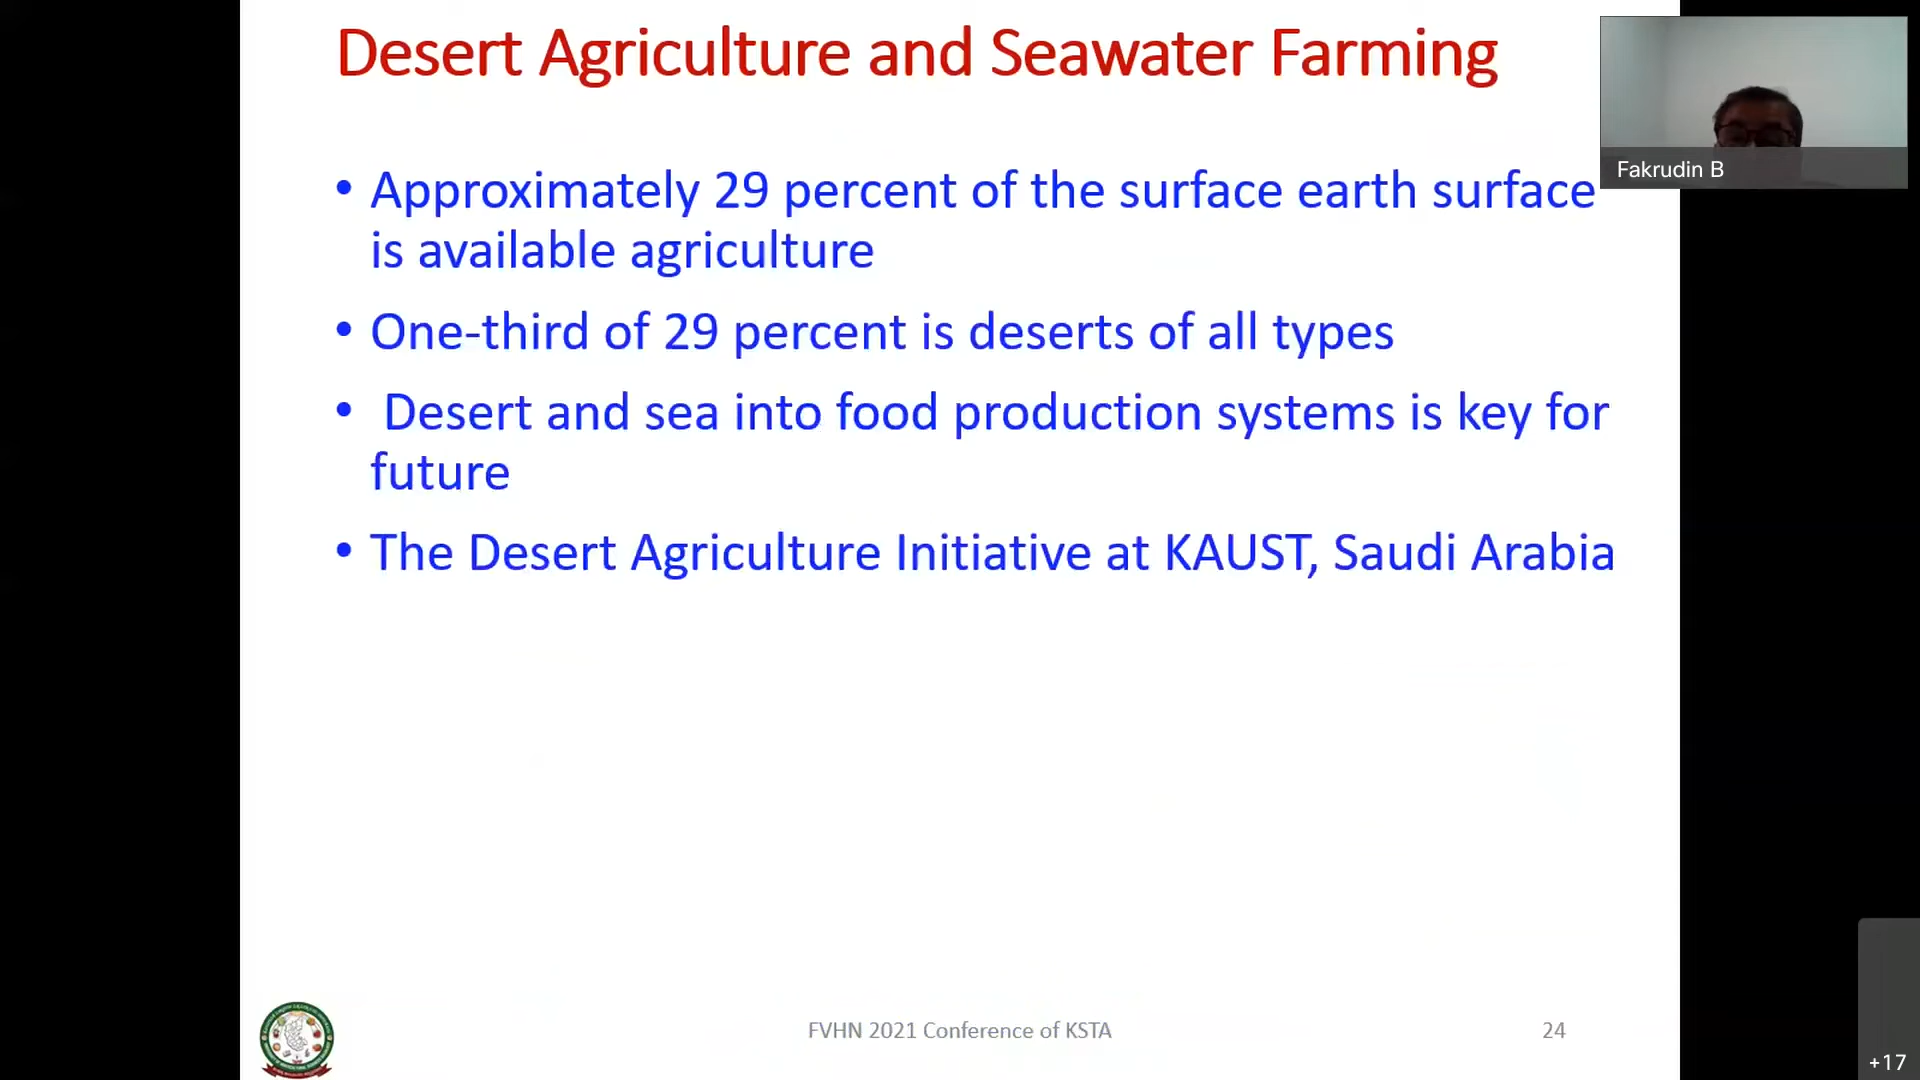 Desert Agriculture and Seawater Farming
Fakrudin B
• Approximately 29 percent of the surface earth surface
is available agriculture
• One-third of 29 percent is deserts of all types
• Desert and sea into food production systems is key for
future
• The Desert Agriculture Initiative at KAUST, Saudi Arabia
FVHN 2021 Conference of KSTA
24
+17